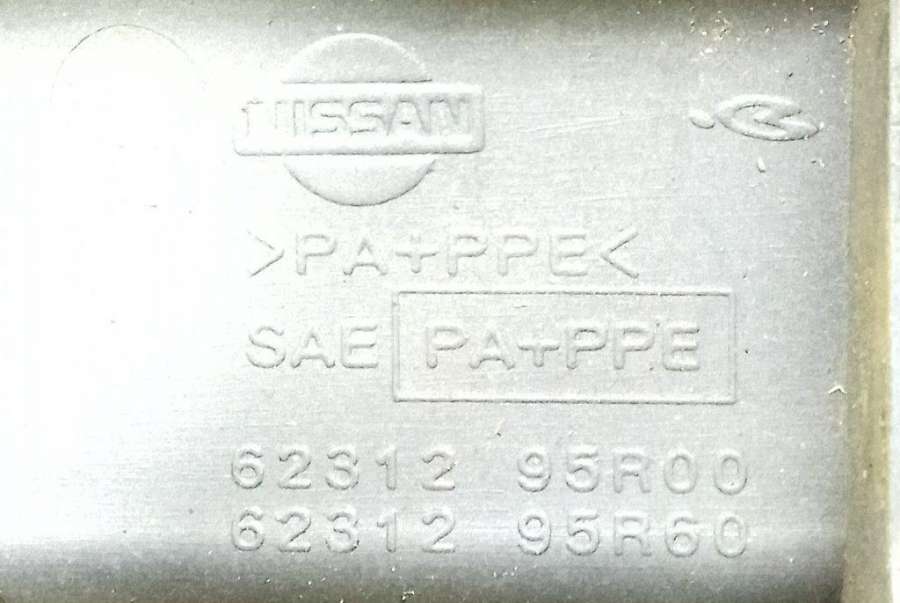 NISSAN
>PA+PPE<
SAE PA+PPE
62312 95R00
62312 95R60